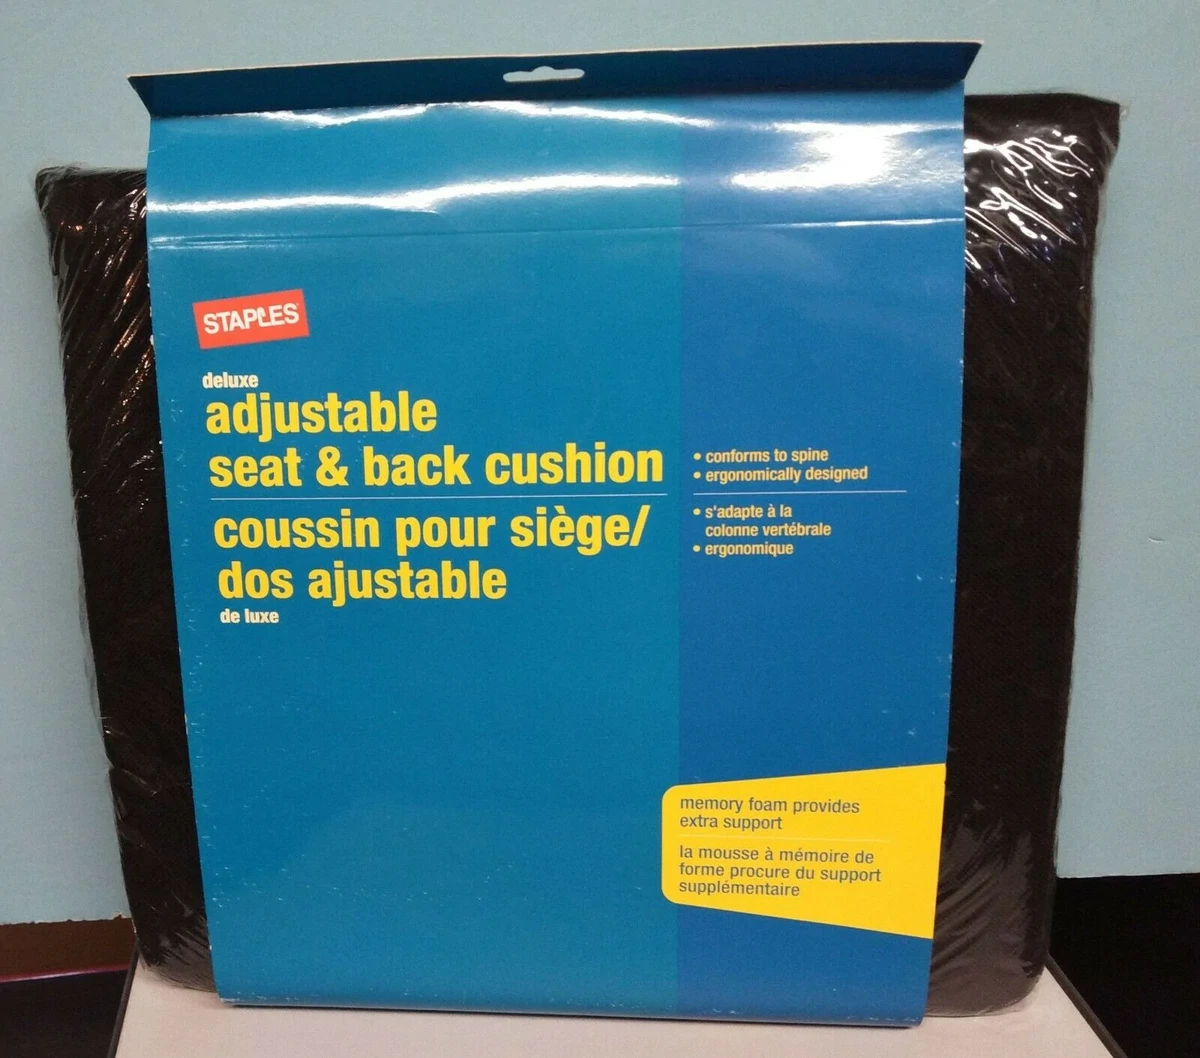 STAPLES
deluxe
adjustable
seat & back cushion
coussin pour siège/
dos ajustable
de luxe
• conforms to spine
• ergonomically designed
• s'adapte à la
colonne vertébrale
• ergonomique
memory foam provides
extra support
la mousse à mémoire de
forme procure du support
supplémentaire